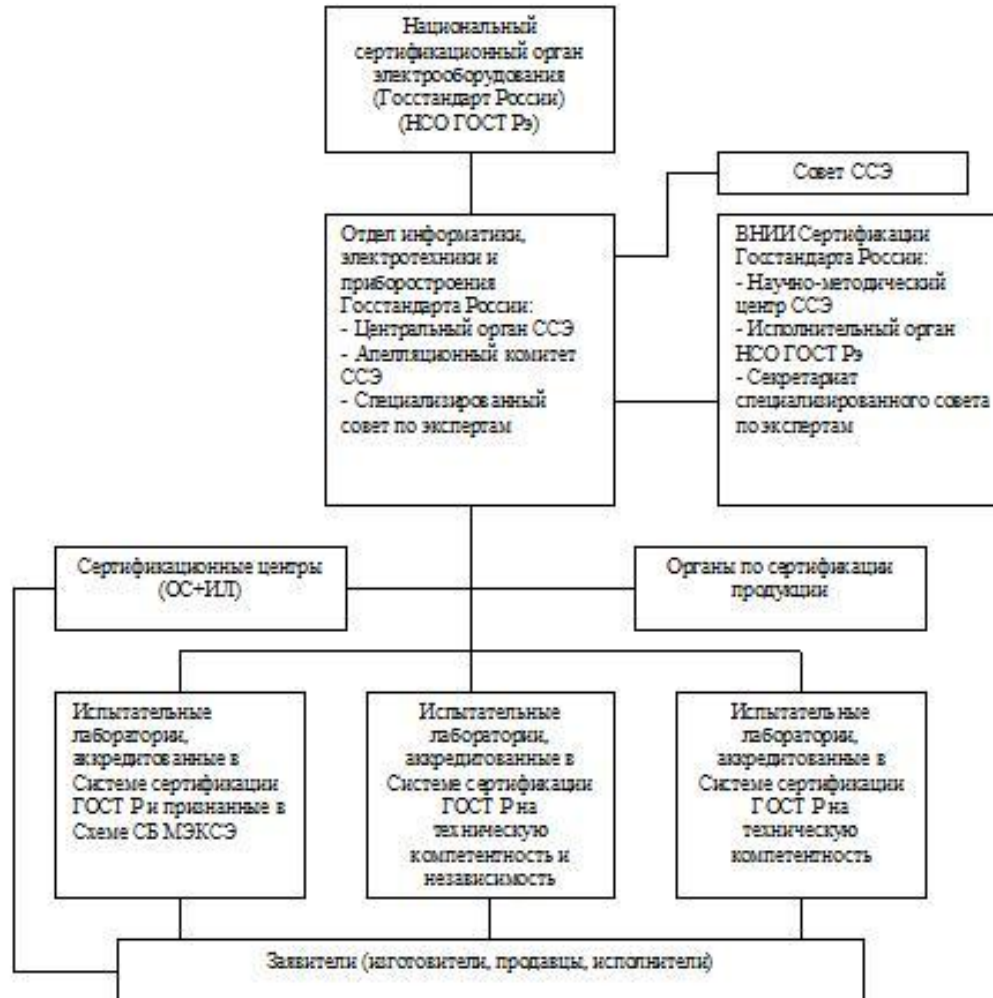 Национальный
сертификационный орган
электрооборудования
(Госстандарт России)
(НСО ГОСТ Рэ)
Совет ССЭ
Отдел информатики,
электротехники и
приборостроения
Госстандарта России:
- Центральный орган ССЭ
- Апелляционный комитет
ССЭ
- Специализированный
совет по экспертам
ВНИИ Сертификации
Госстандарта России:
- Научно-методический
центр ССЭ
- Исполнительный орган
НСО ГОСТ Рэ
- Секретариат
специализированного совета
по экспертам
Сертификационные центры
(ОС+ИЛ)
Органы по сертификации
продукции
Испытательные
лаборатории,
аккредитованные в
Системе сертификации
ГОСТ Р и признанные в
Схеме СБ МЭКСЭ
Испытательные
лаборатории,
аккредитованные в
Системе сертификации
ГОСТ Р на
техническую
компетентность и
независимость
Испытательные
лаборатории,
аккредитованные в
Системе сертификации
ГОСТ Р на
техническую
компетентность
Заявители (изготовители, продавцы, исполнители)